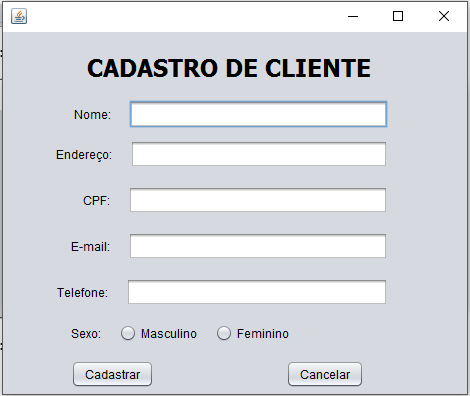 CADASTRO DE CLIENTE
Nome:
Endereço:
CPF:
E-mail:
Telefone:
Sexo: Masculino Feminino
Cadastrar Cancelar